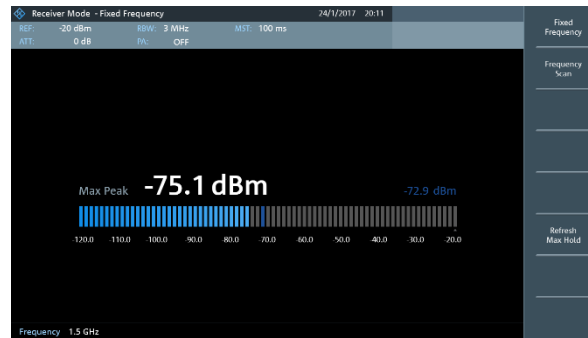 Receiver Mode - Fixed Frequency 24/1/2017 20:11
REF: -20 dBm RBW: 3 MHz MST: 100 ms
ATT: 0 dB PA: OFF
Fixed
Frequency
Frequency
Scan
Max Peak -75.1 dBm -72.9 dBm
-120.0 -110.0 -100.0 -90.0 -80.0 -70.0 -60.0 -50.0 -40.0 -30.0 -20.0
Refresh
Max Hold
Frequency 1.5 GHz